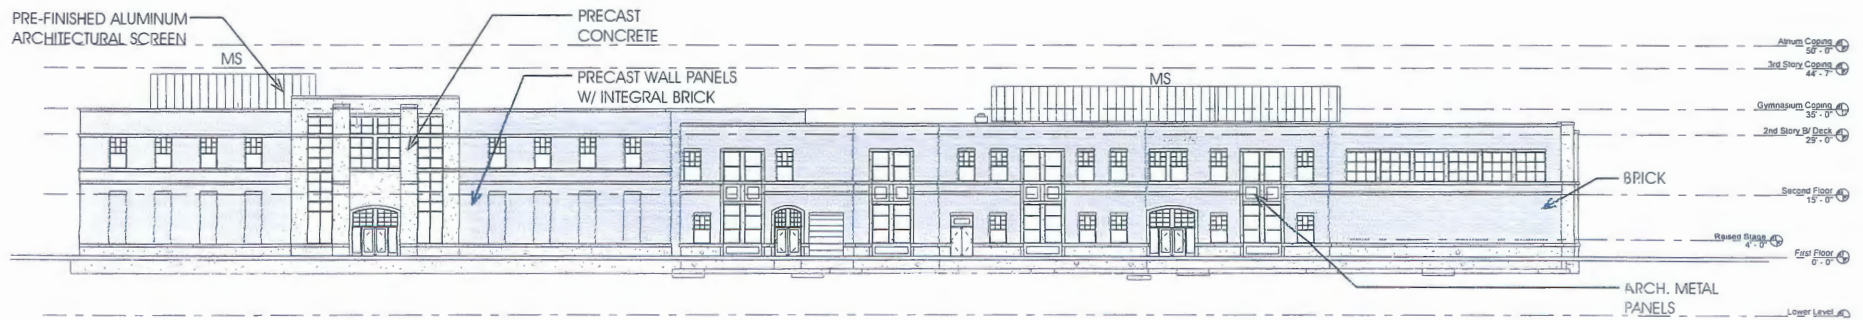 PRE-FINISHED ALUMINUM
ARCHITECTURAL SCREEN
MS
PRECAST
CONCRETE
PRECAST WALL PANELS
W/ INTEGRAL BRICK
MS
Atrium Coping
50' - 0"
3rd Story Coping
44' - 7"
Gymnasium Coping
35' - 0"
2nd Story B/ Deck
29' - 0"
BRICK
Second Floor
15' - 0"
Raised Stage
4' - 0"
First Floor
0' - 0"
ARCH. METAL
PANELS
Lower Level